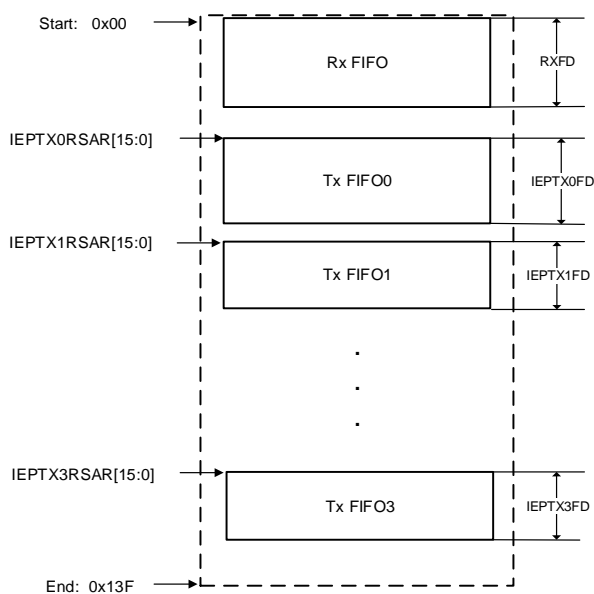 Start: 0x00
Rx FIFO
RXFD
IEPTX0RSAR[15:0]
Tx FIFO0
IEPTX0FD
IEPTX1RSAR[15:0]
Tx FIFO1
IEPTX1FD
.
.
.
IEPTX3RSAR[15:0]
Tx FIFO3
IEPTX3FD
End: 0x13F